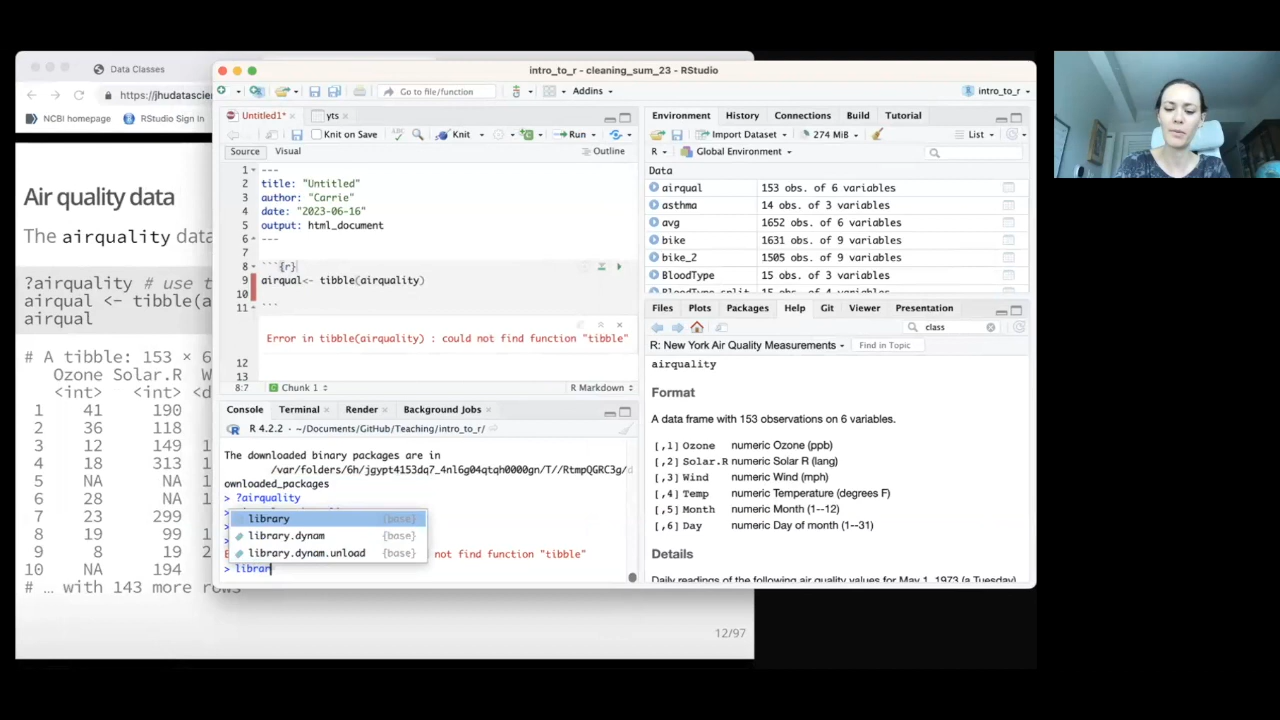 Data Classes
https://jhudatascie
NCBI homepage
RStudio Sign In
Air quality data
The airquality data
?airquality # use t
airqual <- tibble(a
airqual
# A tibble: 153 × 6
Ozone Solar.R W
<int> <int> <d
1 41 190
2 36 118
3 12 149 1
4 18 313 1
5 NA NA 1
6 28 NA 1
7 23 299
8 19 99 1
9 8 19 2
10 NA 194
# … with 143 more rows
12/97
intro_to_r - cleaning_sum_23 - RStudio
Go to file/function
Addins
intro_to_r
Untitled1*
yts
Knit on Save
Knit
Run
Source
Visual
Outline
1 ---
2 title: "Untitled"
3 author: "Carrie"
4 date: "2023-06-16"
5 output: html_document
6 ---
7
8 ```{r}
9 airqual<- tibble(airquality)
10
11 ```
Error in tibble(airquality) : could not find function "tibble"
12
13
8:7
Chunk 1
R Markdown
Console
Terminal
Render
Background Jobs
R 4.2.2 · ~/Documents/GitHub/Teaching/intro_to_r/
The downloaded binary packages are in
/var/folders/6h/jgypt4153dq7_4nl6g04qtqh0000gn/T//RtmpQGRC3g/d
ownloaded_packages
> ?airquality
>
library {base}
library.dynam {base}
library.dynam.unload {base}
not find function "tibble"
> librar
Environment
History
Connections
Build
Tutorial
Import Dataset
274 MiB
List
R
Global Environment
Data
airqual 153 obs. of 6 variables
asthma 14 obs. of 3 variables
avg 1652 obs. of 6 variables
bike 1631 obs. of 9 variables
bike_2 1505 obs. of 9 variables
BloodType 15 obs. of 3 variables
BloodType_split 15 obs. of 4 variables
Files
Plots
Packages
Help
Git
Viewer
Presentation
class
R: New York Air Quality Measurements
Find in Topic
airquality
Format
A data frame with 153 observations on 6 variables.
[,1] Ozone numeric Ozone (ppb)
[,2] Solar.R numeric Solar R (lang)
[,3] Wind numeric Wind (mph)
[,4] Temp numeric Temperature (degrees F)
[,5] Month numeric Month (1--12)
[,6] Day numeric Day of month (1--31)
Details
Daily readings of the following air quality values for May 1, 1973 (a Tuesday)